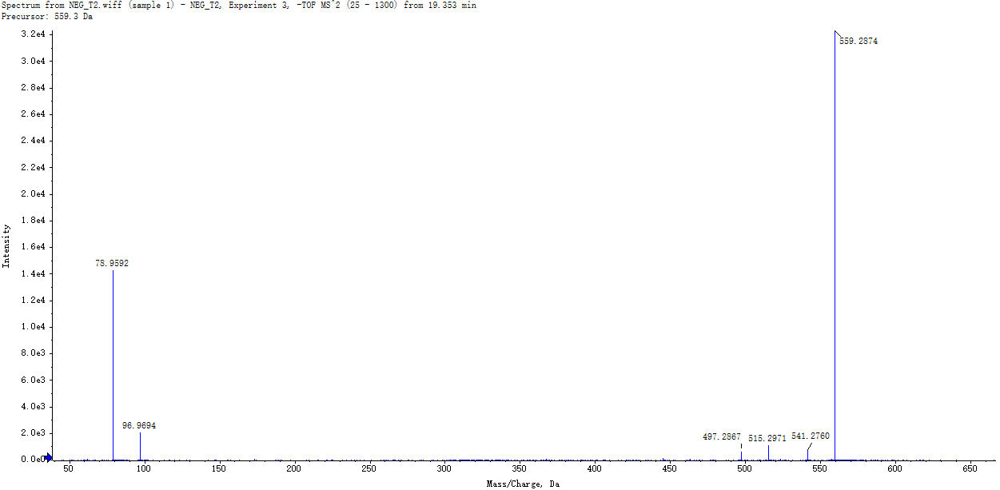 Spectrum from NEG_T2.wiff (sample 1) - NEG_T2, Experiment 3, -TOF MS^2 (25 - 1300) from 19.353 min
Precursor: 559.3 Da
3.2e4
559.2874
3.0e4
2.8e4
2.6e4
2.4e4
2.2e4
2.0e4
1.8e4
1.6e4
Intensity
78.9592
1.4e4
1.2e4
1.0e4
8.0e3
6.0e3
4.0e3
96.9694
2.0e3
497.2867
515.2971
541.2760
0.0e0
50
100
150
200
250
300
350
400
450
500
550
600
650
Mass/Charge, Da